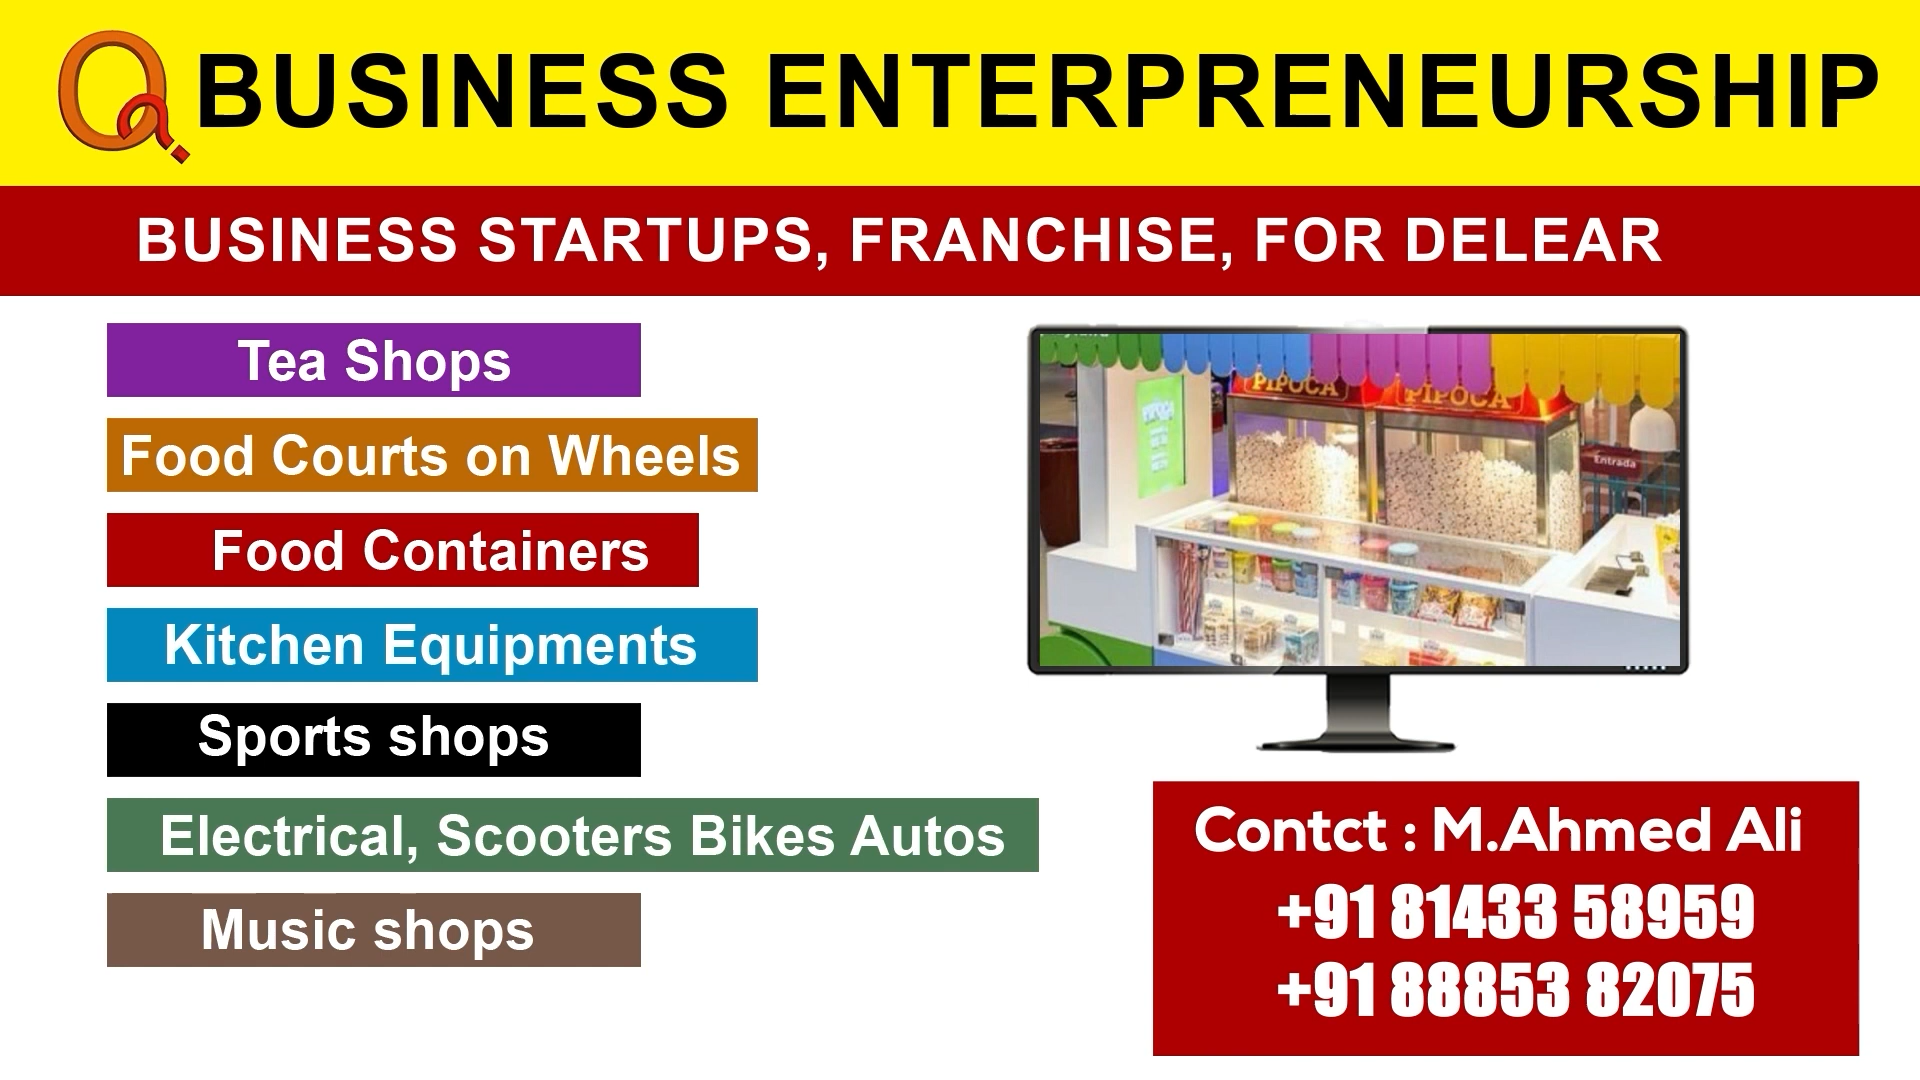 Q BUSINESS ENTERPRENEURSHIP
BUSINESS STARTUPS, FRANCHISE, FOR DELEAR
Tea Shops
Food Courts on Wheels
Food Containers
Kitchen Equipments
Sports shops
Electrical, Scooters Bikes Autos
Music shops
PIPOCA PIPOCA
PIPOCA
Entrada
Contct : M.Ahmed Ali
+91 81433 58959
+91 88853 82075